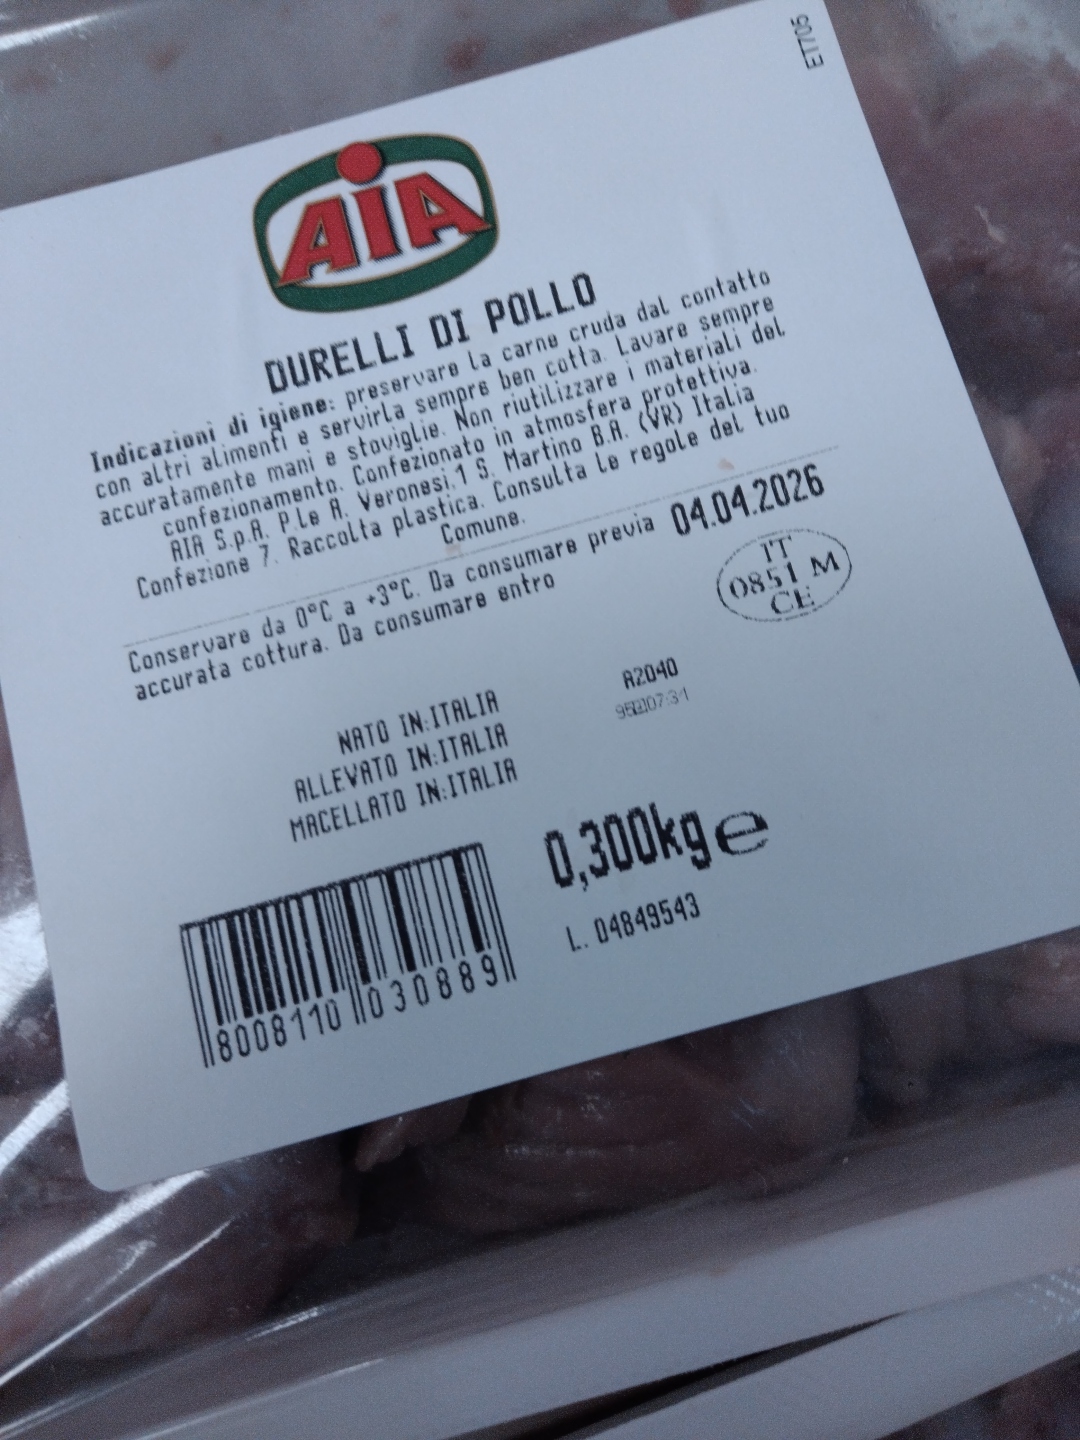 ET705
AIA
DURELLI DI POLLO
Indicazioni di igiene: preservare la carne cruda dal contatto
con altri alimenti e servirla sempre ben cotta. Lavare sempre
accuratamente mani e stoviglie. Non riutilizzare i materiali del
confezionamento. Confezionato in atmosfera protettiva.
AIA S.p.A. P.le A. Veronesi,1 S. Martino B.A. (VR) Italia
Confezione 7. Raccolta plastica. Consulta le regole del tuo
Comune.
Conservare da 0°C a +3°C. Da consumare previa
accurata cottura. Da consumare entro
04.04.2026
IT
0851 M
CE
A2040
NATO IN:ITALIA
ALLEVATO IN:ITALIA
MACELLATO IN:ITALIA
0,300kg e
L. 04849543
8008110 030889